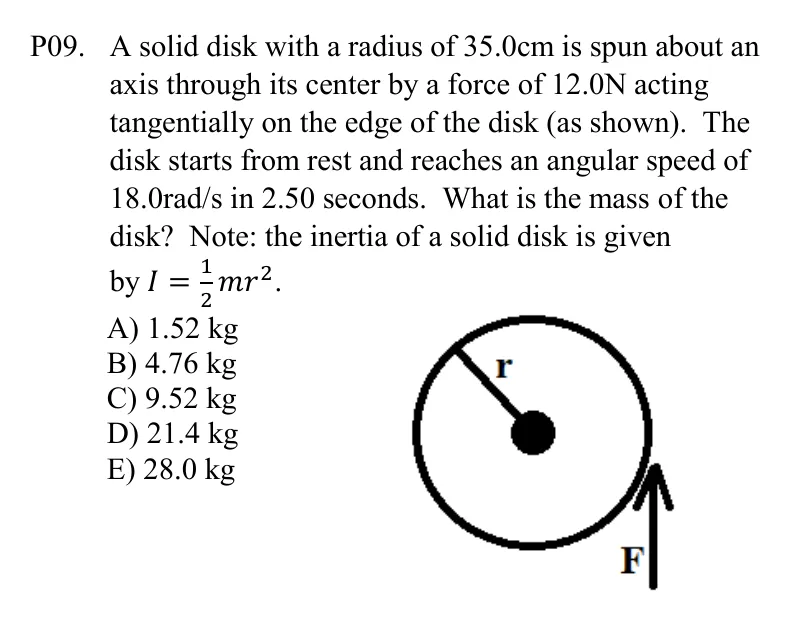 P09. A solid disk with a radius of 35.0cm is spun about an
axis through its center by a force of 12.0N acting
tangentially on the edge of the disk (as shown).  The
disk starts from rest and reaches an angular speed of
18.0rad/s in 2.50 seconds.  What is the mass of the
disk?  Note: the inertia of a solid disk is given
by I = 1/2 mr².
A) 1.52 kg
B) 4.76 kg
C) 9.52 kg
D) 21.4 kg
E) 28.0 kg
r
F